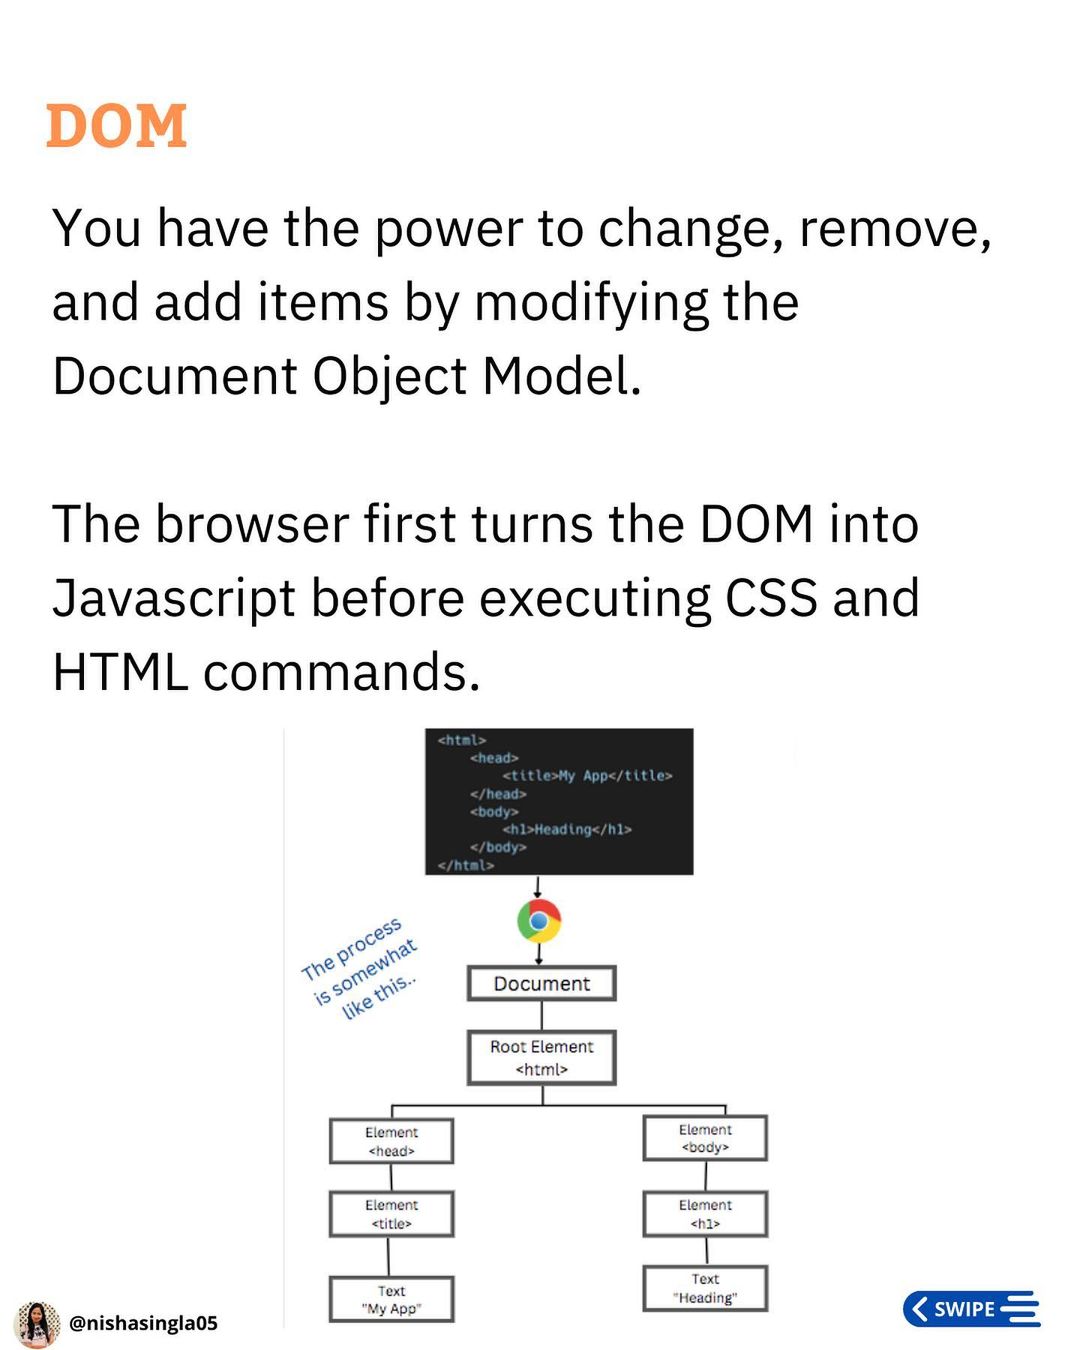 DOM
You have the power to change, remove,
and add items by modifying the
Document Object Model.
The browser first turns the DOM into
Javascript before executing CSS and
HTML commands.
<html>
<head>
<title>My App</title>
</head>
<body>
<h1>Heading</h1>
</body>
</html>
The process
is somewhat
like this..
Document
Root Element
<html>
Element
<head>
Element
<body>
Element
<title>
Element
<h1>
Text
"My App"
Text
"Heading"
@nishasingla05
SWIPE